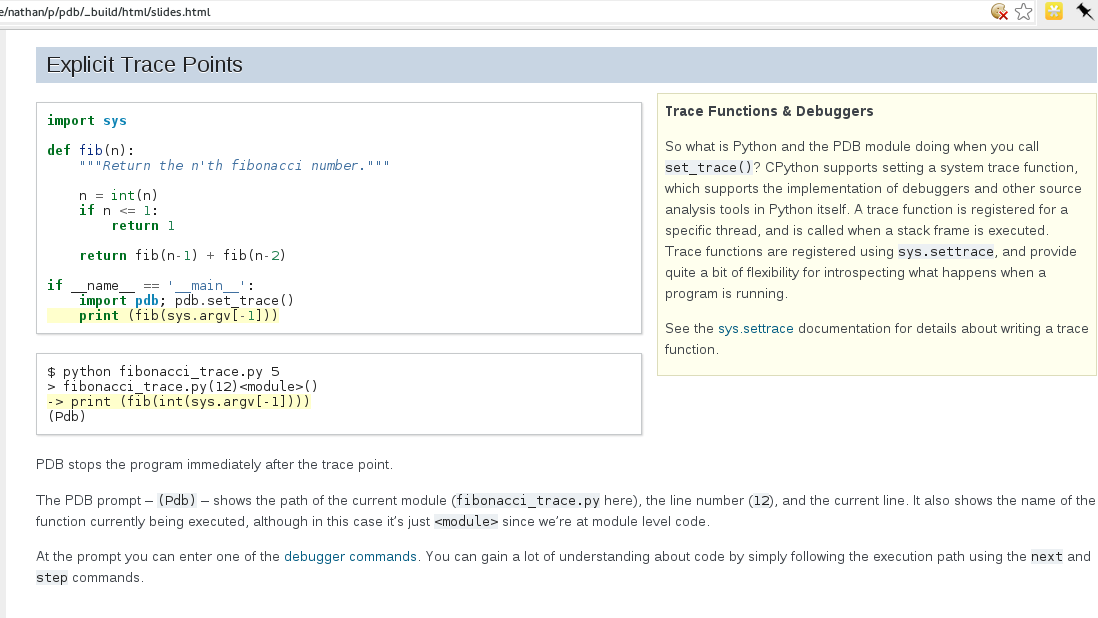 e/nathan/p/pdb/_build/html/slides.html
Explicit Trace Points
import sys
def fib(n):
    """Return the n'th fibonacci number."""
    n = int(n)
    if n <= 1:
        return 1
    return fib(n-1) + fib(n-2)
if __name__ == '__main__':
    import pdb; pdb.set_trace()
    print (fib(sys.argv[-1]))
$ python fibonacci_trace.py 5
> fibonacci_trace.py(12)<module>()
-> print (fib(int(sys.argv[-1])))
(Pdb)
Trace Functions & Debuggers
So what is Python and the PDB module doing when you call
set_trace()? CPython supports setting a system trace function,
which supports the implementation of debuggers and other source
analysis tools in Python itself. A trace function is registered for a
specific thread, and is called when a stack frame is executed.
Trace functions are registered using sys.settrace, and provide
quite a bit of flexibility for introspecting what happens when a
program is running.
See the sys.settrace documentation for details about writing a trace
function.
PDB stops the program immediately after the trace point.
The PDB prompt – (Pdb) – shows the path of the current module (fibonacci_trace.py here), the line number (12), and the current line. It also shows the name of the
function currently being executed, although in this case it’s just <module> since we’re at module level code.
At the prompt you can enter one of the debugger commands. You can gain a lot of understanding about code by simply following the execution path using the next and
step commands.